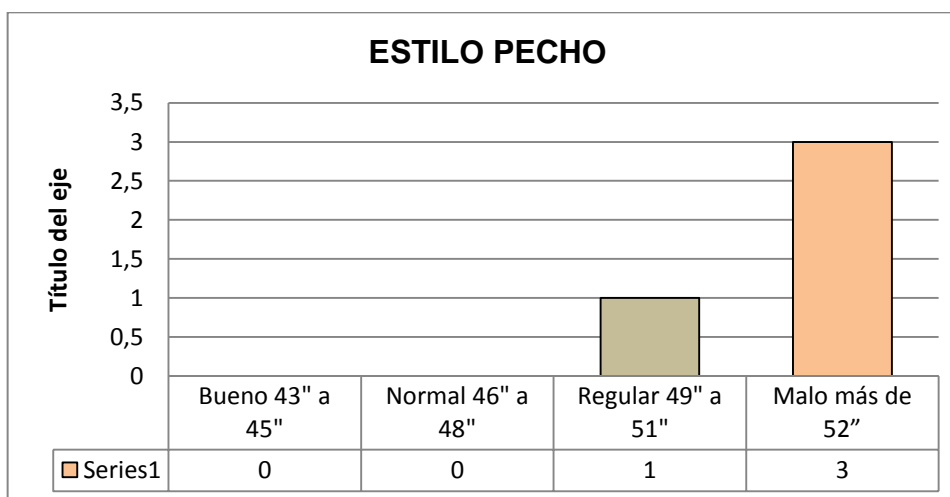 ESTILO PECHO
Título del eje
3,5
3
2,5
2
1,5
1
0,5
0
Bueno 43" a
45"
Normal 46" a
48"
Regular 49" a
51"
Malo más de
52”
Series1 0 0 1 3